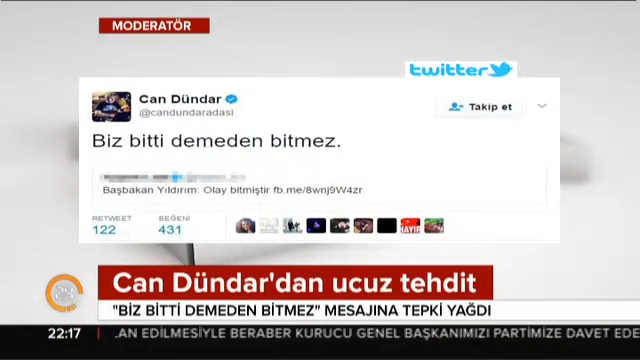 MODERATÖR
twitter
Can Dündar
@candundaradasi
Takip et
Biz bitti demeden bitmez.
Başbakan Yıldırım: Olay bitmiştir fb.me/8wnj9W4zr
RETWEET
BEĞENİ
122
431
HAYIR
24
Can Dündar'dan ucuz tehdit
"BİZ BİTTİ DEMEDEN BİTMEZ" MESAJINA TEPKİ YAĞDI
22:17
.AN EDİLMESİYLE BERABER KURUCU GENEL BAŞKANIMIZI PARTİMİZE DAVET EDE